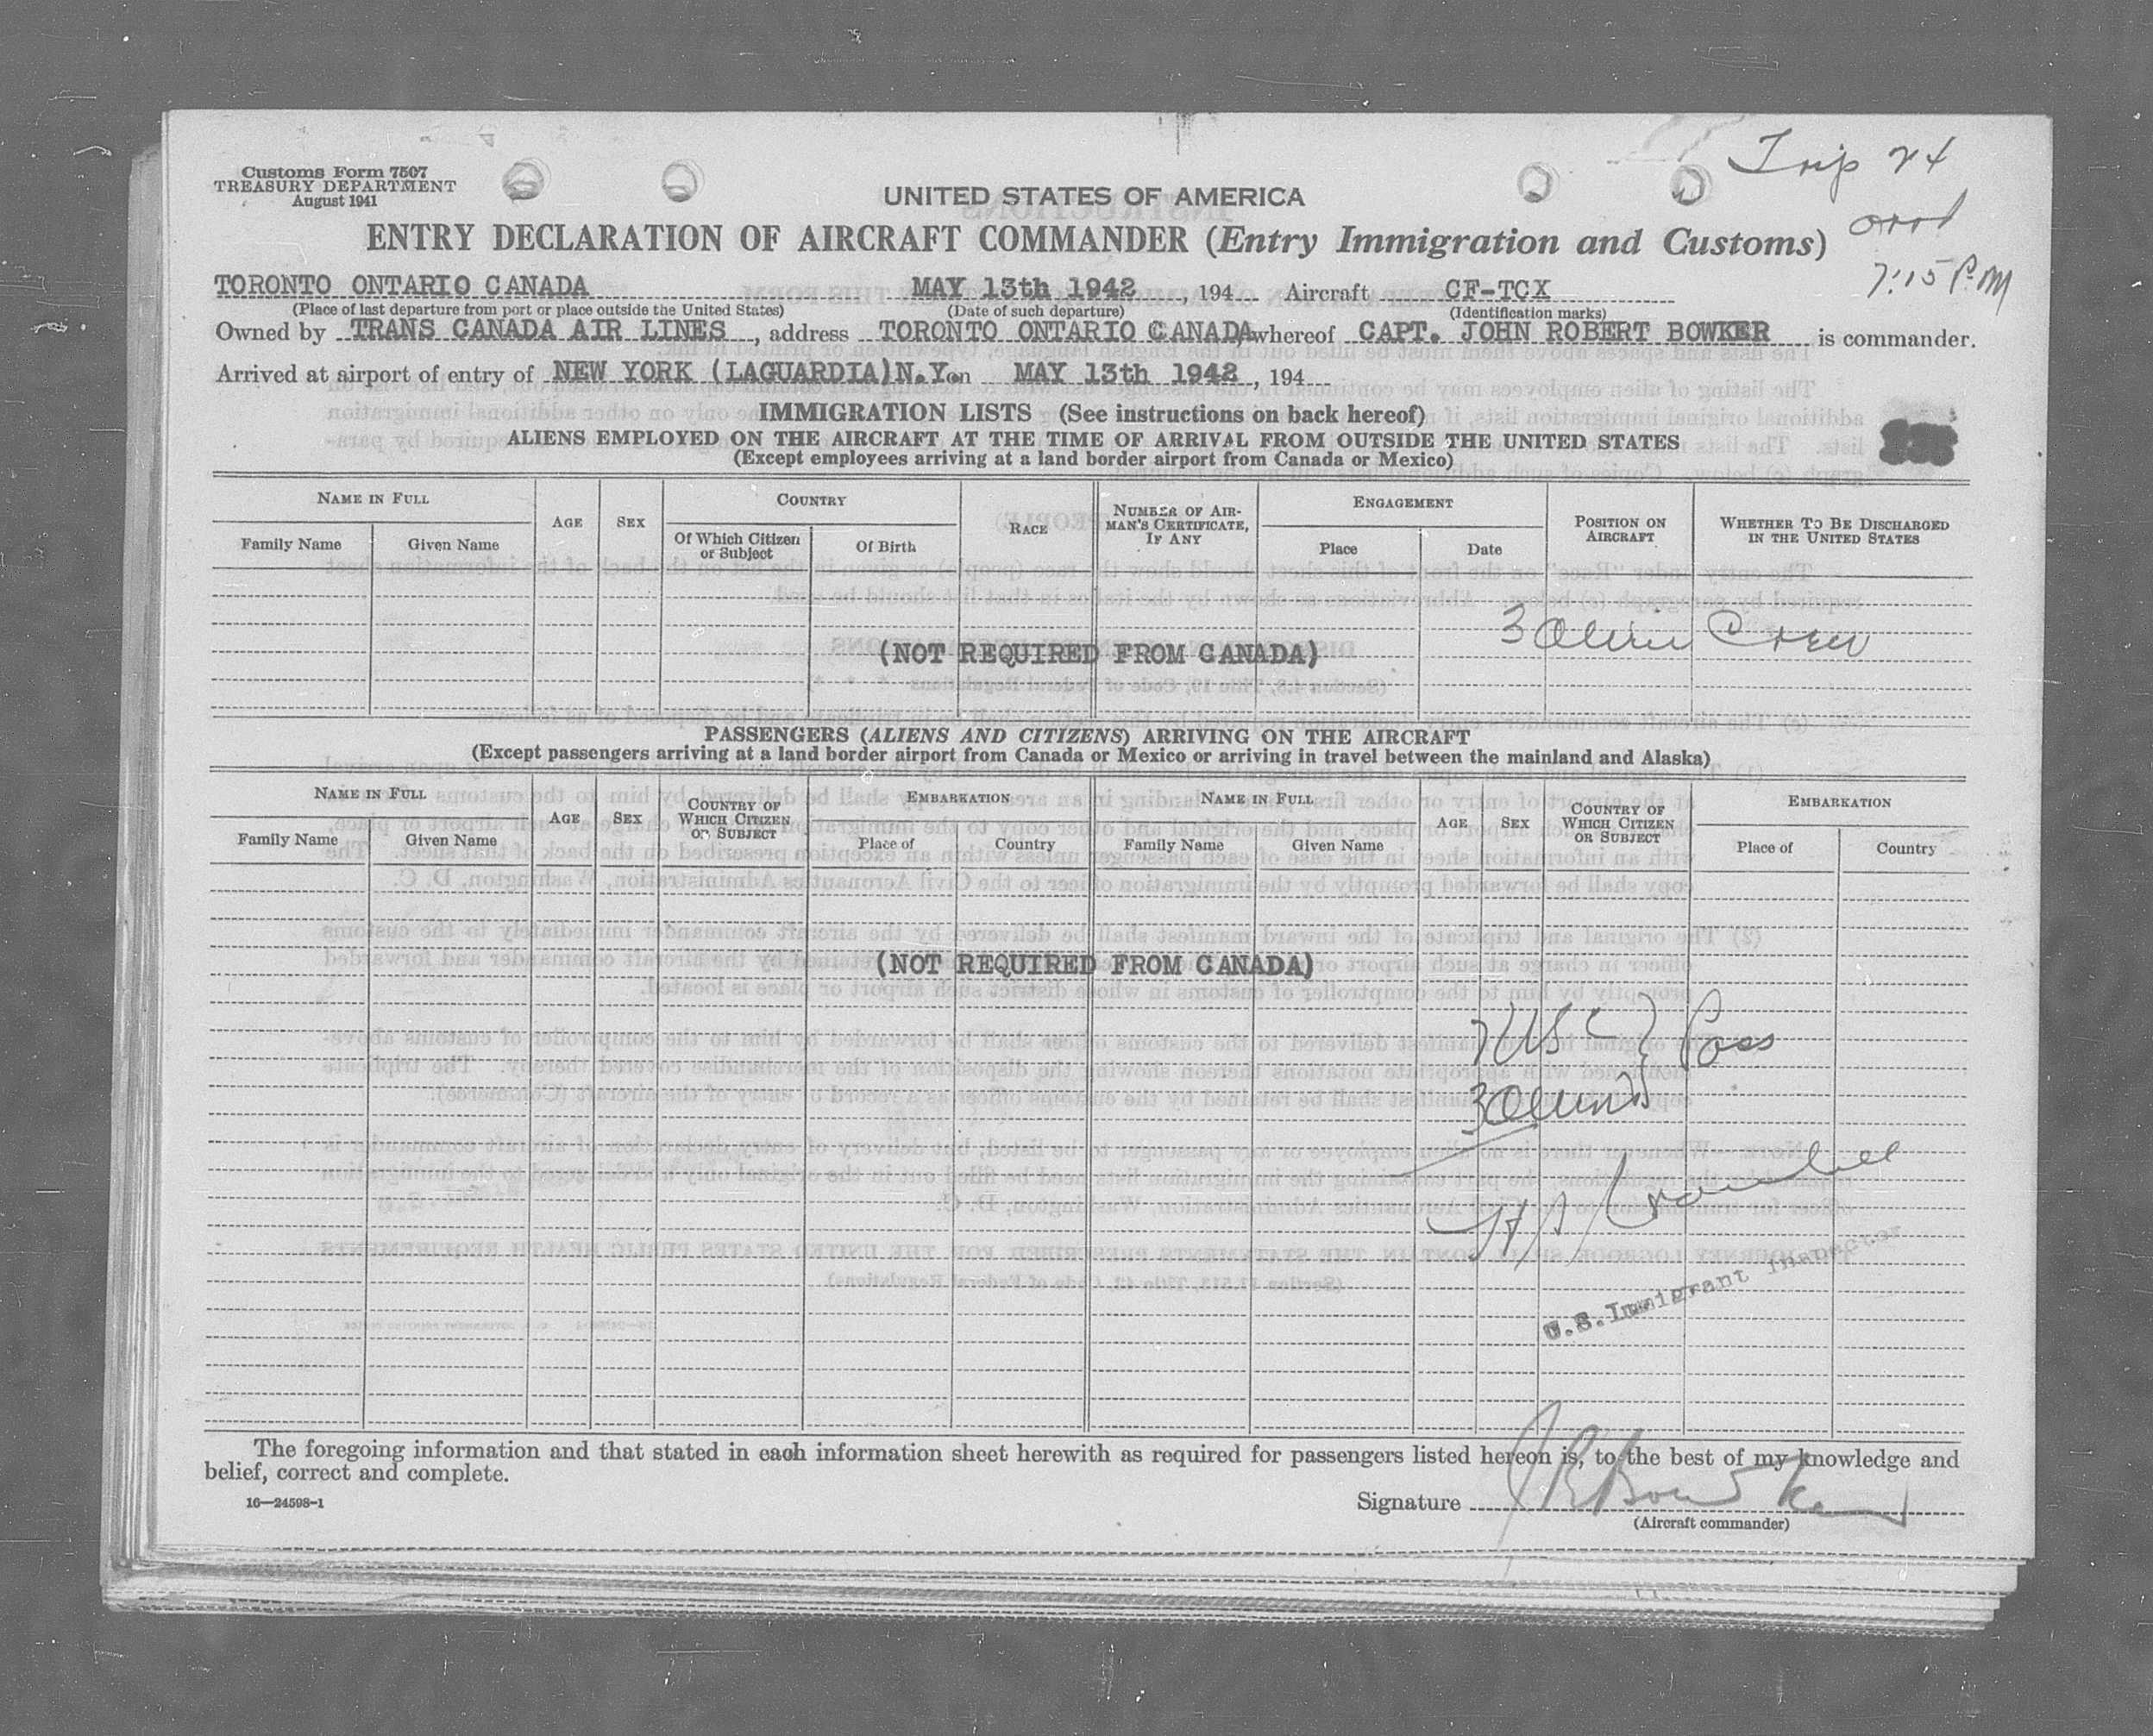 Customs Form 7507
TREASURY DEPARTMENT
August 1941
Trip 24
arrd
7:15 P.M
UNITED STATES OF AMERICA
ENTRY DECLARATION OF AIRCRAFT COMMANDER (Entry Immigration and Customs)
TORONTO ONTARIO CANADA MAY 13th 1942, 194 Aircraft CF-TCX
(Place of last departure from port or place outside the United States) (Date of such departure) (Identification marks)
Owned by TRANS CANADA AIR LINES, address TORONTO ONTARIO CANADA, whereof CAPT. JOHN ROBERT BOWKER is commander.
Arrived at airport of entry of NEW YORK (LAGUARDIA) N.Y. on MAY 13th 1942, 194
IMMIGRATION LISTS (See instructions on back hereof)
ALIENS EMPLOYED ON THE AIRCRAFT AT THE TIME OF ARRIVAL FROM OUTSIDE THE UNITED STATES
(Except employees arriving at a land border airport from Canada or Mexico)
NAME IN FULL AGE SEX COUNTRY RACE NUMBER OF AIRMAN'S CERTIFICATE, IF ANY ENGAGEMENT POSITION ON AIRCRAFT WHETHER TO BE DISCHARGED IN THE UNITED STATES
Family Name Given Name Of Which Citizen or Subject Of Birth Place Date
3 Alien Crew
(NOT REQUIRED FROM CANADA)
PASSENGERS (ALIENS AND CITIZENS) ARRIVING ON THE AIRCRAFT
(Except passengers arriving at a land border airport from Canada or Mexico or arriving in travel between the mainland and Alaska)
NAME IN FULL AGE SEX COUNTRY OF WHICH CITIZEN OR SUBJECT EMBARKATION NAME IN FULL AGE SEX COUNTRY OF WHICH CITIZEN OR SUBJECT EMBARKATION
Family Name Given Name Place of Country Family Name Given Name Place of Country
(NOT REQUIRED FROM CANADA)
7 USC } Pass
3 Aliens
U.S. Immigrant Inspector
The foregoing information and that stated in each information sheet herewith as required for passengers listed hereon is, to the best of my knowledge and
belief, correct and complete.
16—24598-1
Signature J R Bowker
(Aircraft commander)